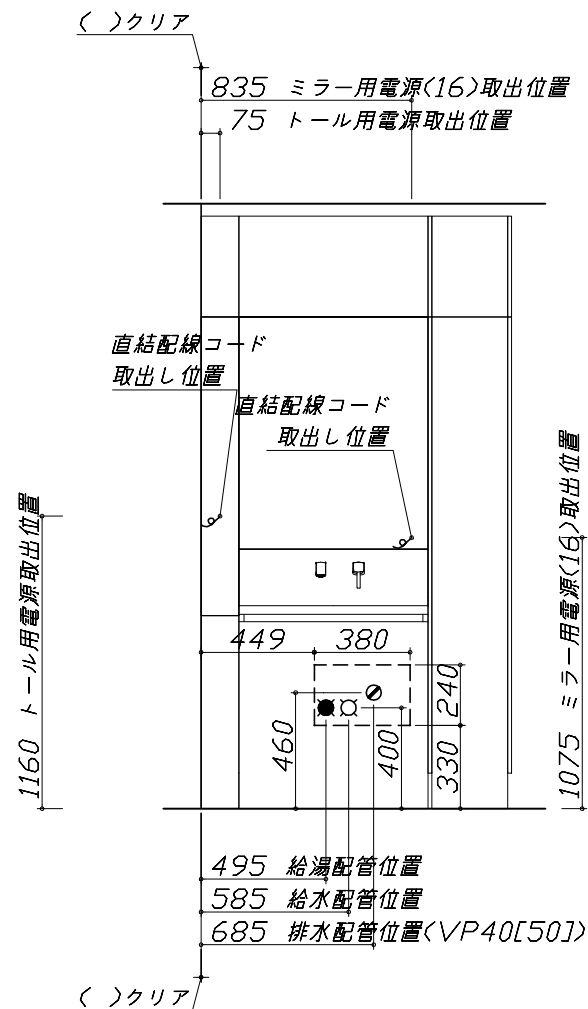 ( )クリア
835 ミラー用電源(16)取出位置
75 トール用電源取出位置
直結配線コード
取出し位置
直結配線コード
取出し位置
1160 トール用電源取出位置
1075 ミラー用電源(16)取出位置
449
380
240
460
400
330
495 給湯配管位置
585 給水配管位置
685 排水配管位置(VP40[50])
( )クリア